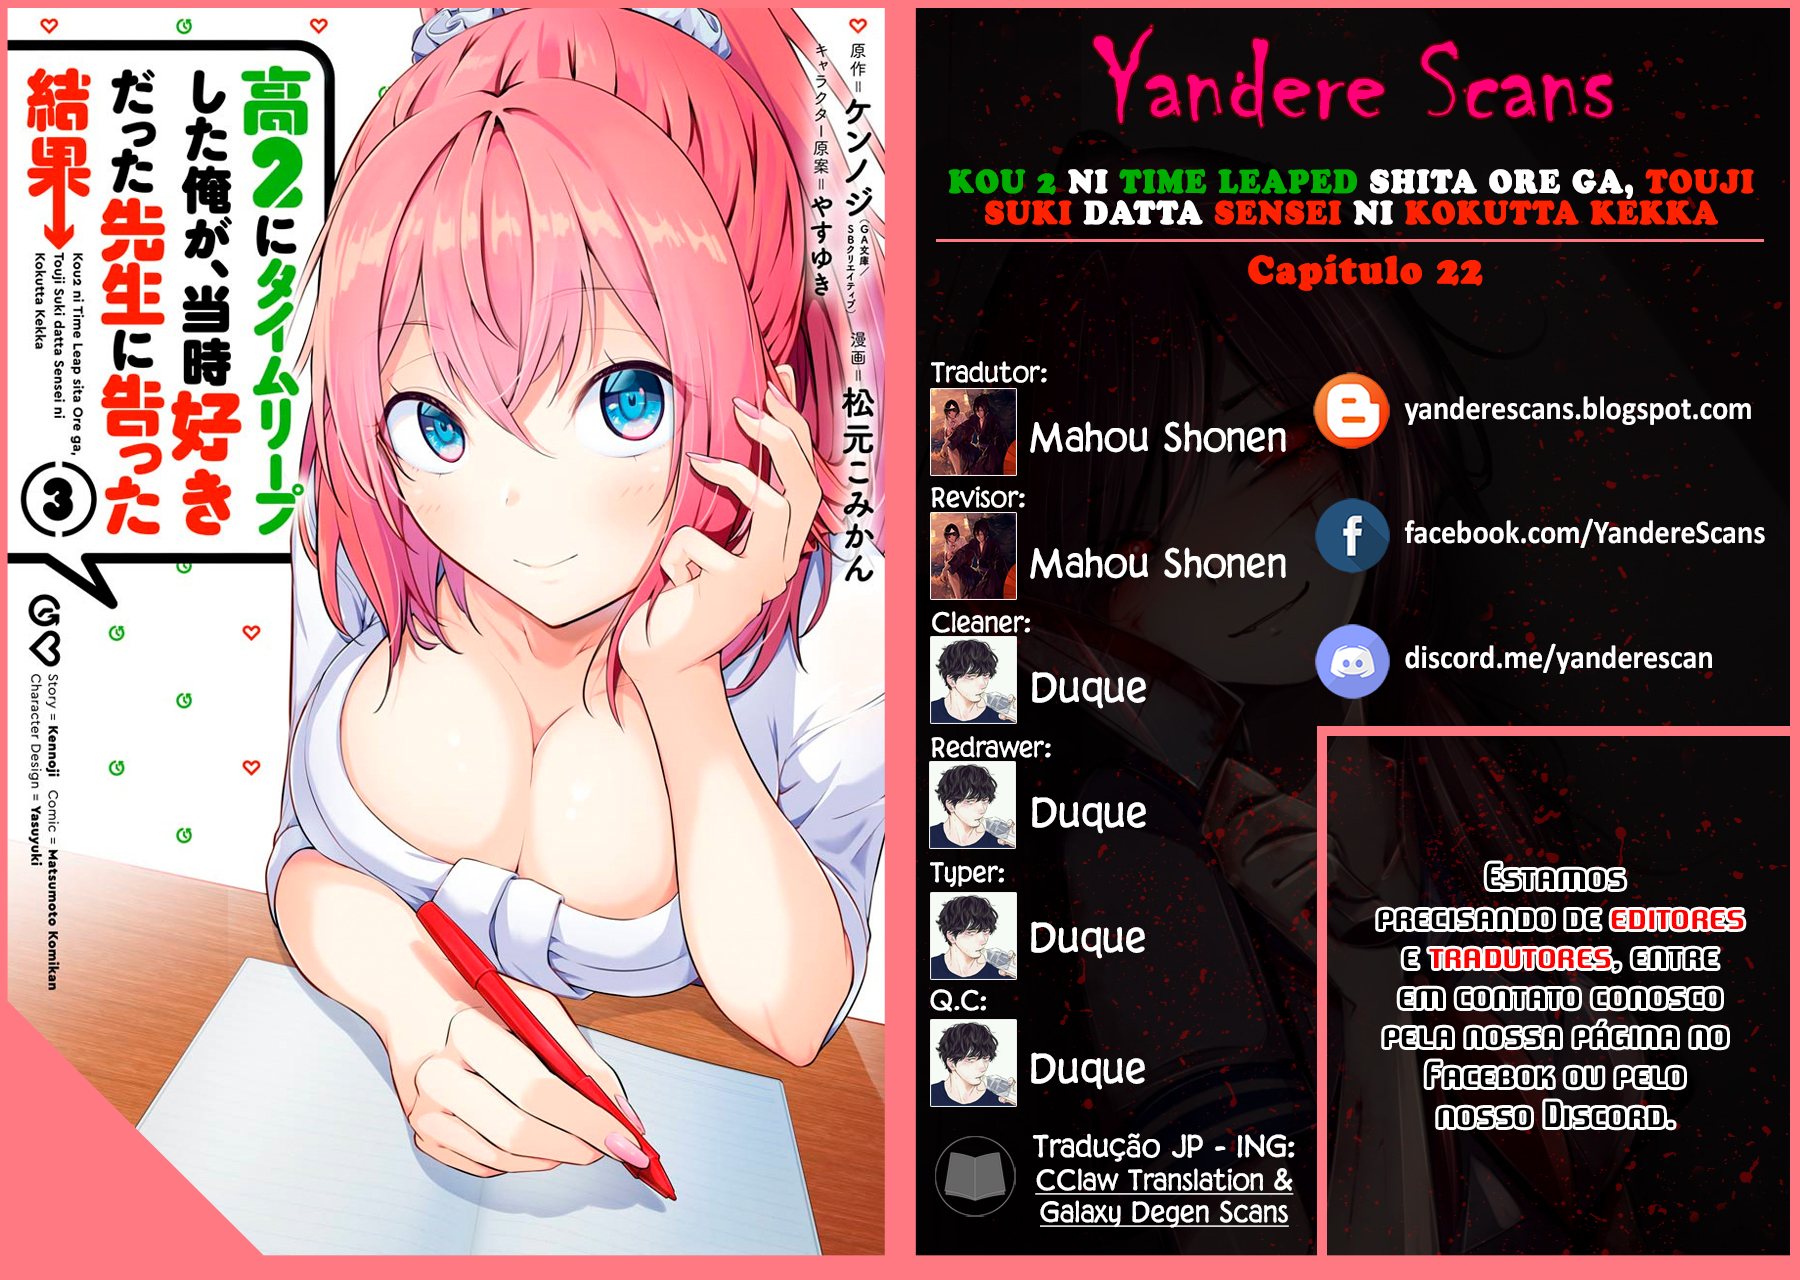 高2にタイムリープ
した俺が、当時好き
だった先生に告った
結果
Kou2 ni Time Leap sita Ore ga,
Touji Suki datta Sensei ni
Kokutta Kekka
3
Story = Kennoji Comic = Matsumoto Komikan
Character Design = Yasuyuki
原作=ケンノジ(GA文庫/SBクリエイティブ) 漫画=松元こみかん
キャラクター原案=やすゆき
Yandere Scans
KOU 2 NI TIME LEAPED SHITA ORE GA, TOUJI
SUKI DATTA SENSEI NI KOKUTTA KEKKA
Capítulo 22
Tradutor:
Mahou Shonen
Revisor:
Mahou Shonen
Cleaner:
Duque
Redrawer:
Duque
Typer:
Duque
Q.C:
Duque
Tradução JP - ING:
CClaw Translation &
Galaxy Degen Scans
yanderescans.blogspot.com
facebook.com/YandereScans
discord.me/yanderescan
Estamos
precisando de editores
e tradutores, entre
em contato conosco
pela nossa página no
Facebok ou pelo
nosso Discord.